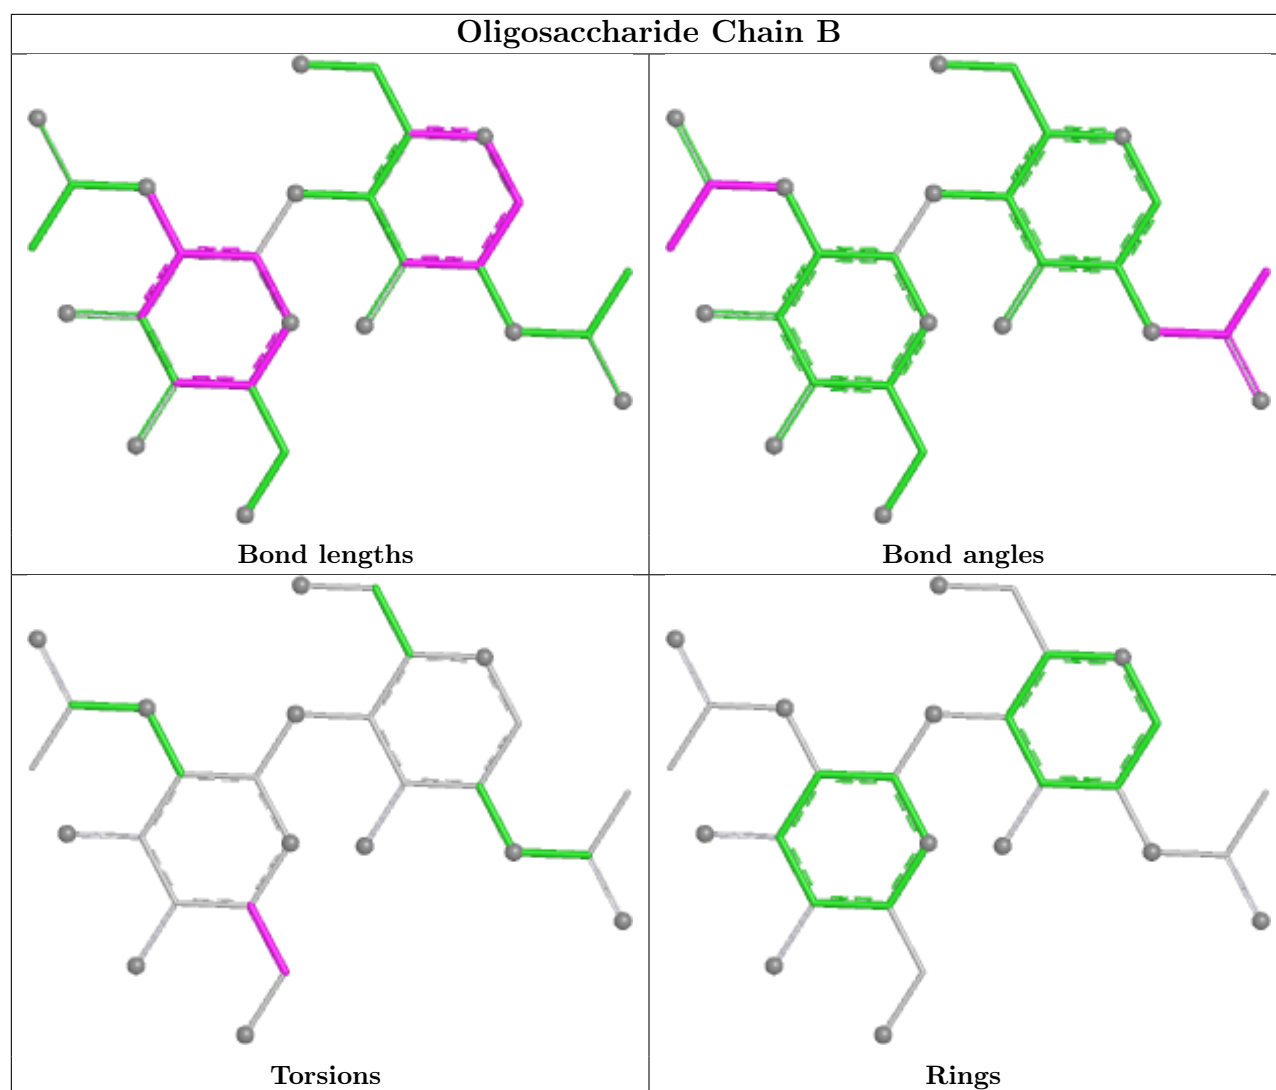 Oligosaccharide Chain B
Bond lengths
Bond angles
Torsions
Rings